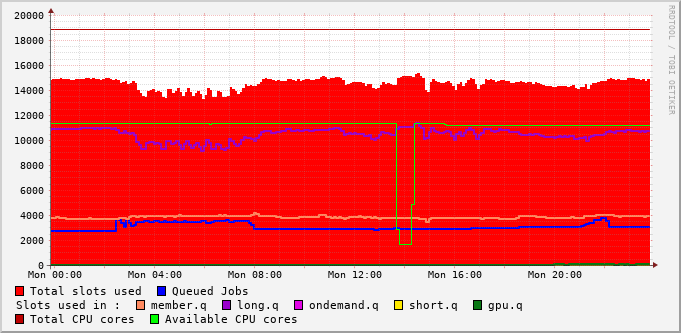 20000
18000
16000
14000
12000
10000
8000
6000
4000
2000
0
Mon 00:00 Mon 04:00 Mon 08:00 Mon 12:00 Mon 16:00 Mon 20:00
Total slots used Queued Jobs
Slots used in : member.q long.q ondemand.q short.q gpu.q
Total CPU cores Available CPU cores
RRDTOOL / TOBI OETIKER